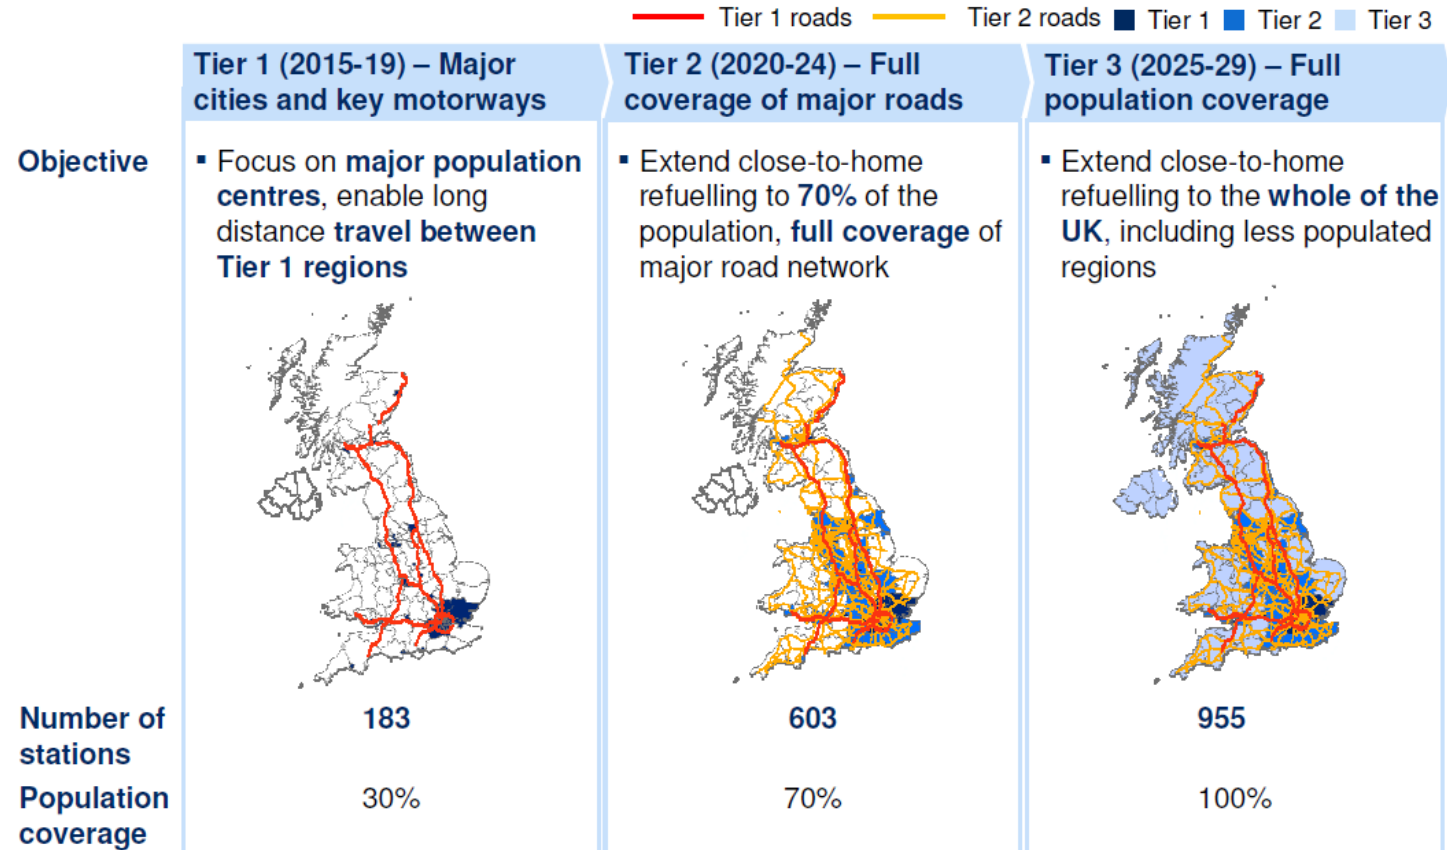 Tier 1 roads Tier 2 roads Tier 1 Tier 2 Tier 3
Tier 1 (2015-19) – Major
cities and key motorways
Tier 2 (2020-24) – Full
coverage of major roads
Tier 3 (2025-29) – Full
population coverage
Objective
▪ Focus on major population
centres, enable long
distance travel between
Tier 1 regions
▪ Extend close-to-home
refuelling to 70% of the
population, full coverage of
major road network
▪ Extend close-to-home
refuelling to the whole of the
UK, including less populated
regions
Number of
stations
183
603
955
Population
coverage
30%
70%
100%